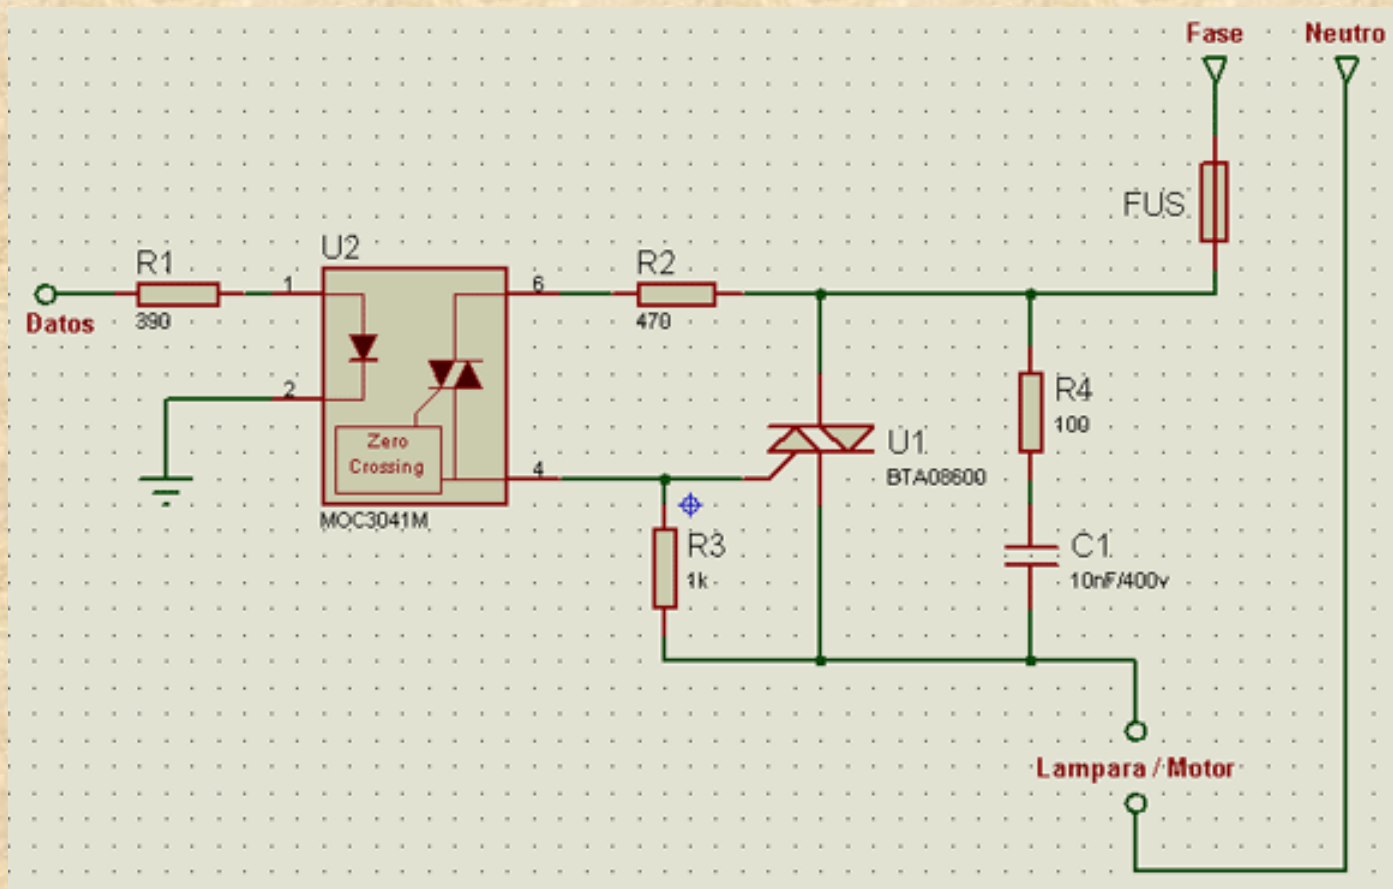 Fase
Neutro
FUS
U2
R1
1
6
R2
Datos
390
470
2
R4
100
Zero
Crossing
U1
BTA08600
4
MOC3041M
R3
1k
C1
10nF/400v
Lampara / Motor